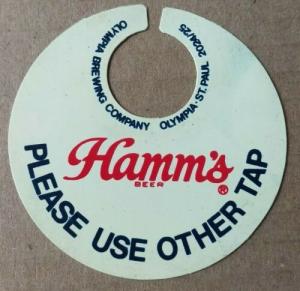 OLYMPIA BREWING COMPANY OLYMPIA · ST. PAUL 2024/25
Hamm's
BEER
®
PLEASE USE OTHER TAP